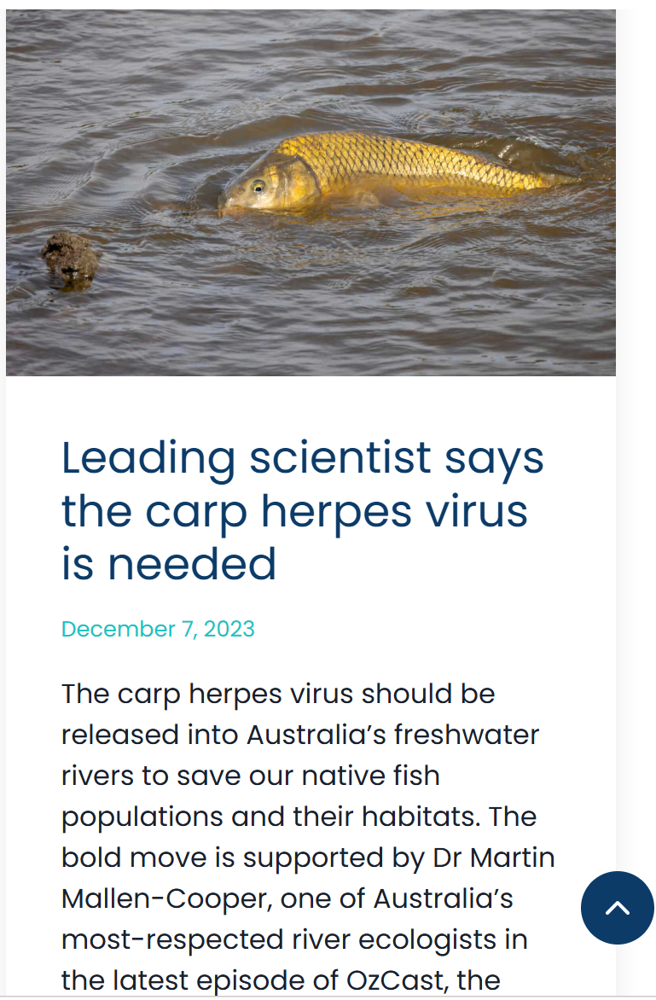 Leading scientist says
the carp herpes virus
is needed
December 7, 2023
The carp herpes virus should be
released into Australia’s freshwater
rivers to save our native fish
populations and their habitats. The
bold move is supported by Dr Martin
Mallen-Cooper, one of Australia’s
most-respected river ecologists in
the latest episode of OzCast, the